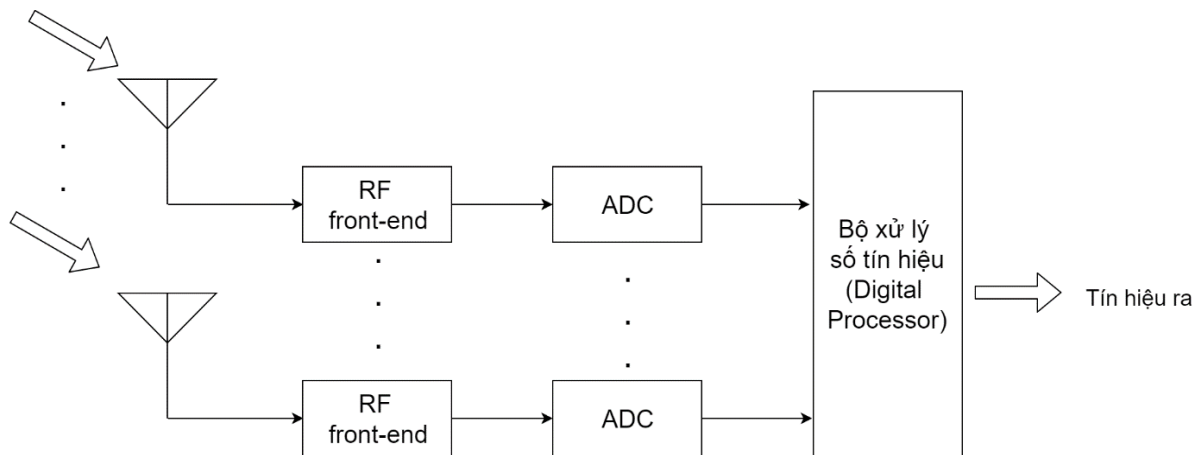 RF
front-end
ADC
Bộ xử lý
số tín hiệu
(Digital
Processor)
Tín hiệu ra
RF
front-end
ADC